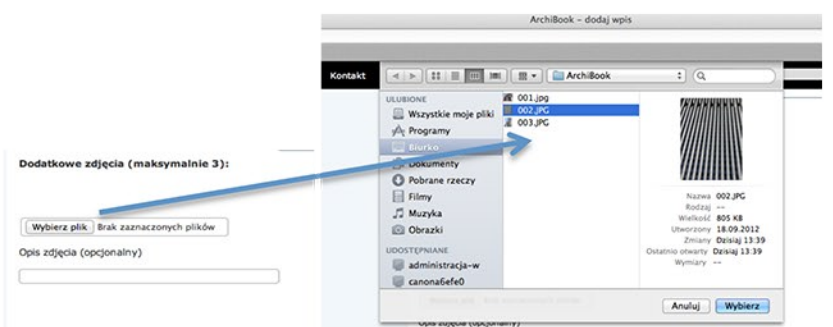 ArchiBook – dodaj wpis
Kontakt
ArchiBook
ULUBIONE
Wszystkie moje pliki
Programy
Biurko
Dokumenty
Pobrane rzeczy
Filmy
Muzyka
Obrazki
UDOSTĘPNIANE
administracja-w
canona6efe0
001.jpg
002.JPG
003.JPG
Nazwa 002.JPG
Rodzaj --
Wielkość 805 KB
Utworzony 18.09.2012
Zmiany Dzisiaj 13:39
Ostatnio otwarty Dzisiaj 13:39
Wymiary --
Anuluj Wybierz
Dodatkowe zdjęcia (maksymalnie 3):
Wybierz plik Brak zaznaczonych plików
Opis zdjęcia (opcjonalny)
Opis zdjęcia (opcjonalny)